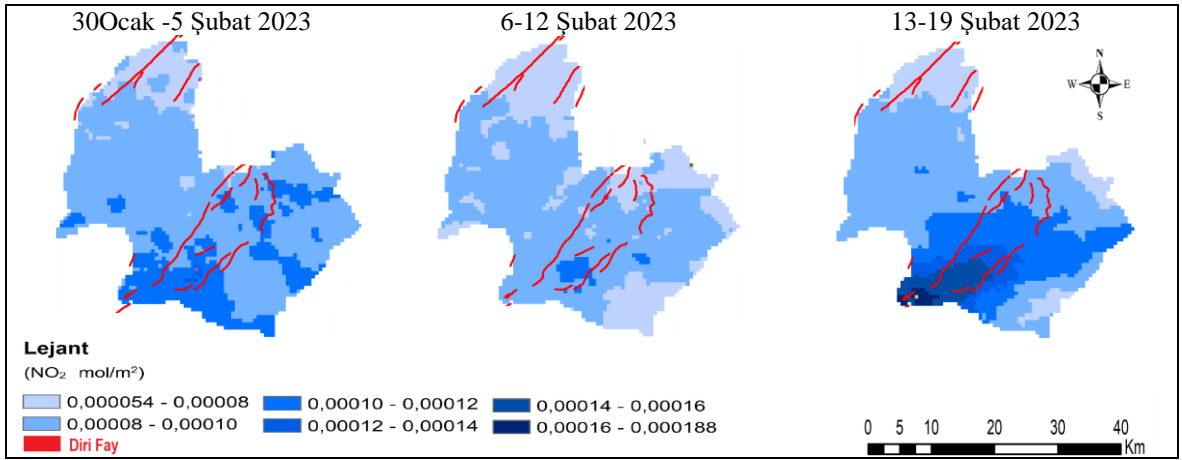 30Ocak -5 Şubat 2023
6-12 Şubat 2023
13-19 Şubat 2023
N
W E
S
Lejant
(NO₂ mol/m²)
0,000054 - 0,00008
0,00010 - 0,00012
0,00014 - 0,00016
0,00008 - 0,00010
0,00012 - 0,00014
0,00016 - 0,000188
Diri Fay
0 5 10 20 30 40
Km